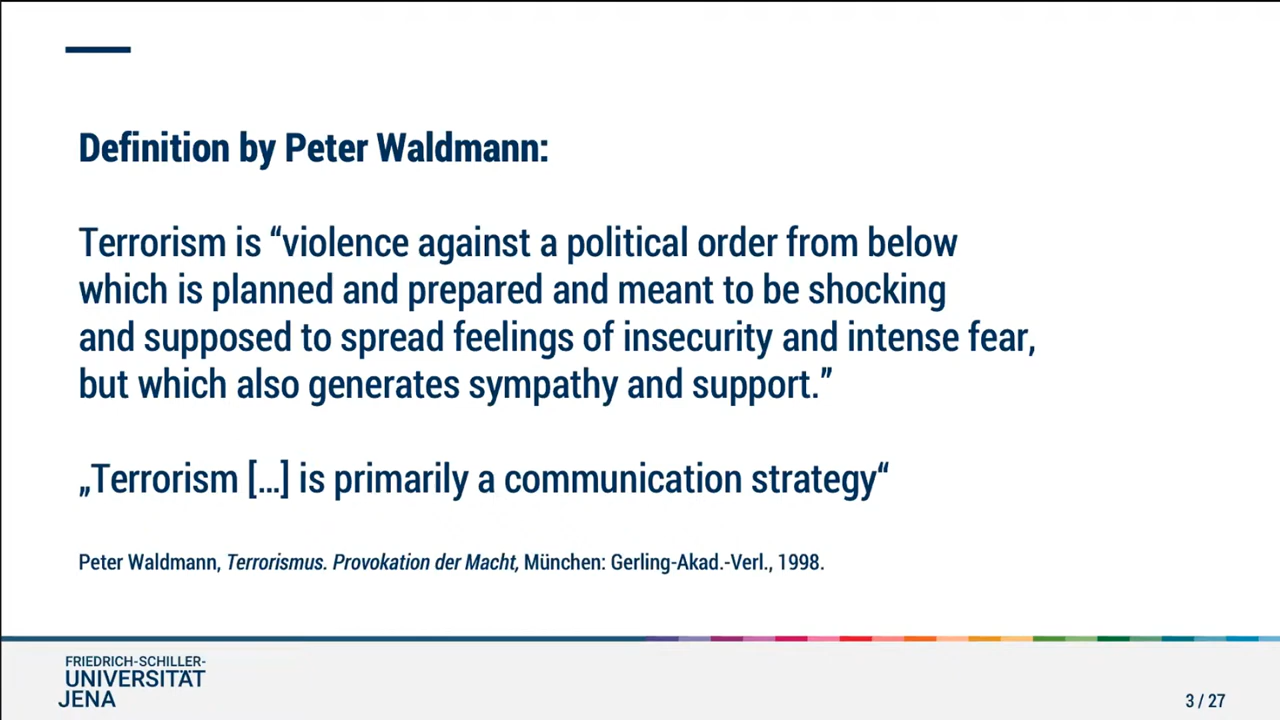 Definition by Peter Waldmann:
Terrorism is “violence against a political order from below
which is planned and prepared and meant to be shocking
and supposed to spread feelings of insecurity and intense fear,
but which also generates sympathy and support.”
„Terrorism [...] is primarily a communication strategy“
Peter Waldmann, Terrorismus. Provokation der Macht, München: Gerling-Akad.-Verl., 1998.
FRIEDRICH-SCHILLER-
UNIVERSITÄT
JENA
3 / 27